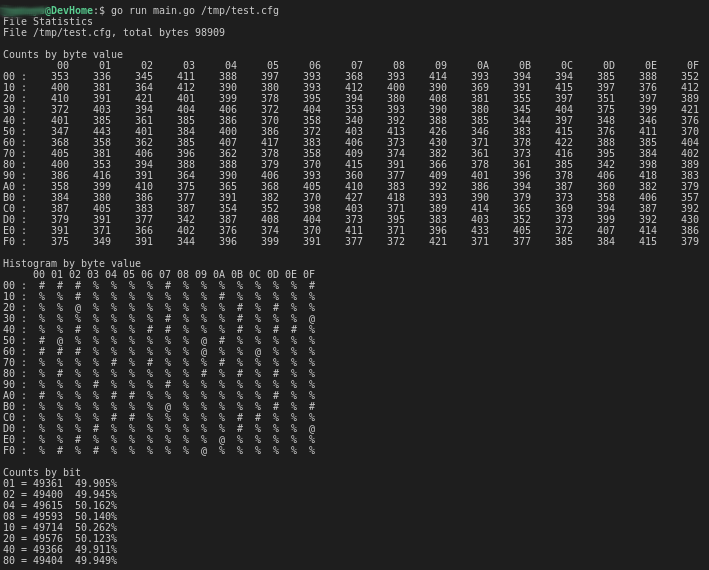 @DevHome:$ go run main.go /tmp/test.cfg
File Statistics
File /tmp/test.cfg, total bytes 98909
Counts by byte value
00 01 02 03 04 05 06 07 08 09 0A 0B 0C 0D 0E 0F
00 : 353 336 345 411 388 397 393 368 393 414 393 394 394 385 388 352
10 : 400 381 364 412 390 380 393 412 400 390 369 391 415 397 376 412
20 : 410 391 421 401 399 378 395 394 380 408 381 355 397 351 397 389
30 : 372 403 394 404 406 372 404 353 393 390 380 345 404 375 399 421
40 : 401 385 361 385 386 370 358 340 392 388 385 344 397 348 346 376
50 : 347 443 401 384 400 386 372 403 413 426 346 383 415 376 411 370
60 : 368 358 362 385 407 417 383 406 373 430 371 378 422 388 385 404
70 : 405 381 406 396 362 378 358 409 374 382 361 373 416 395 384 402
80 : 400 353 394 388 388 379 370 415 391 366 378 361 385 342 398 389
90 : 386 416 391 364 390 406 393 360 377 409 401 396 378 406 418 383
A0 : 358 399 410 375 365 368 405 410 383 392 386 394 387 360 382 379
B0 : 384 380 386 377 391 382 370 427 418 393 390 379 373 358 406 357
C0 : 387 405 383 387 354 352 398 403 371 389 414 365 369 394 387 392
D0 : 379 391 377 342 387 408 404 373 395 383 403 352 373 399 392 430
E0 : 391 371 366 402 376 374 370 411 371 396 433 405 372 407 414 386
F0 : 375 349 391 344 396 399 391 377 372 421 371 377 385 384 415 379
Histogram by byte value
00 01 02 03 04 05 06 07 08 09 0A 0B 0C 0D 0E 0F
00 : # # # % % % % # % % % % % % % #
10 : % % # % % % % % % % # % % % % %
20 : % % @ % % % % % % % % # % # % %
30 : % % % % % % % # % % % # % % % @
40 : % % # % % % # # % % % # % # # %
50 : # @ % % % % % % % @ # % % % % %
60 : # # # % % % % % % @ % % @ % % %
70 : % % % % # % # % % % # % % % % %
80 : % # % % % % % % % # % # % # % %
90 : % % % # % % % # % % % % % % % %
A0 : # % % % # # % % % % % % % # % %
B0 : % % % % % % % @ % % % % % # % #
C0 : % % % % # # % % % % % # # % % %
D0 : % % % # % % % % % % % # % % % @
E0 : % % # % % % % % % % @ % % % % %
F0 : % # % # % % % % % @ % % % % % %
Counts by bit
01 = 49361 49.905%
02 = 49400 49.945%
04 = 49615 50.162%
08 = 49593 50.140%
10 = 49714 50.262%
20 = 49576 50.123%
40 = 49366 49.911%
80 = 49404 49.949%